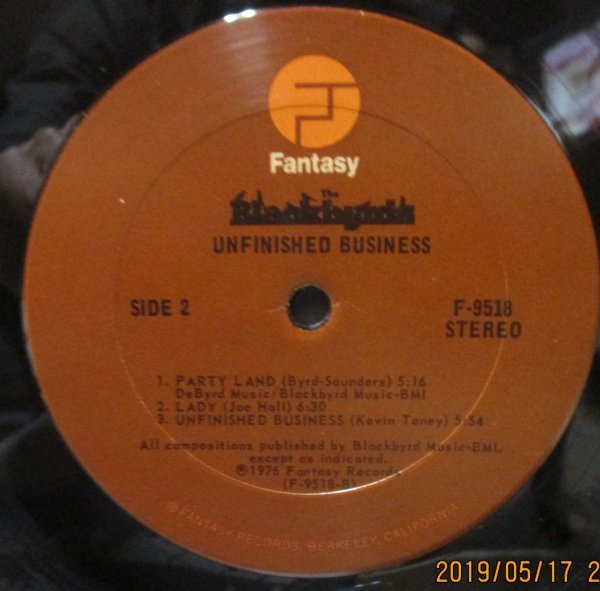 Fantasy
The
Blackbyrds
UNFINISHED BUSINESS
SIDE 2
F-9518
STEREO
1. PARTY LAND (Byrd-Saunders) 5:16
DeByrd Music/Blackbyrd Music-BMI
2. LADY (Joe Hall) 6:30
3. UNFINISHED BUSINESS (Kevin Toney) 5:54
All compositions published by Blackbyrd Music-BMI,
except as indicated.
℗1976 Fantasy Records
(F-9518-B)
℗ FANTASY RECORDS, BERKELEY, CALIFORNIA
2019/05/17 2